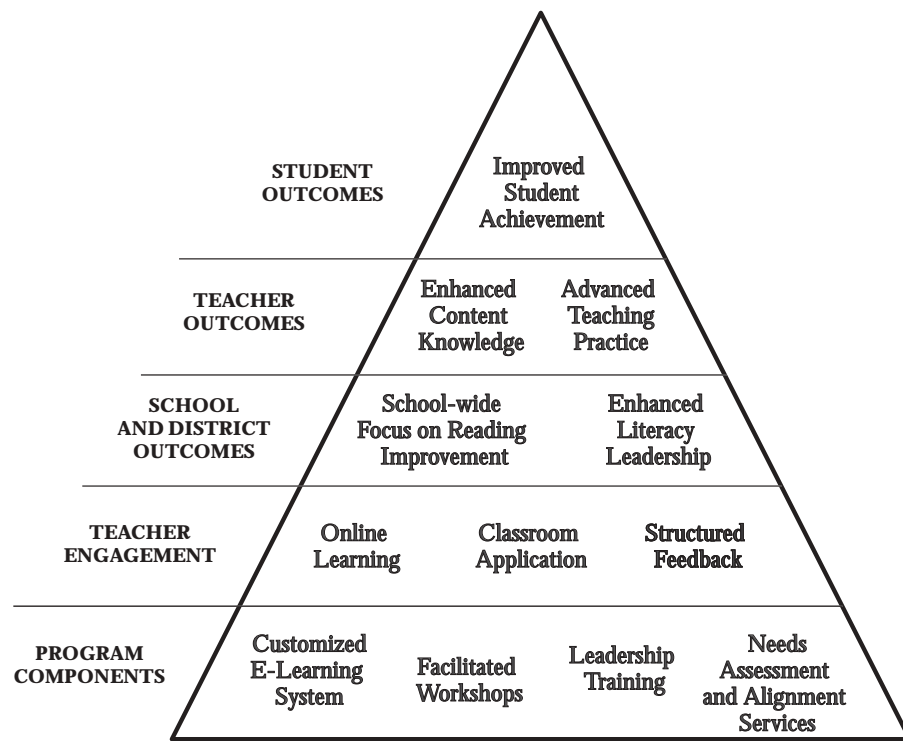 STUDENT
OUTCOMES
Improved
Student
Achievement
TEACHER
OUTCOMES
Enhanced
Content
Knowledge
Advanced
Teaching
Practice
SCHOOL
AND DISTRICT
OUTCOMES
School-wide
Focus on Reading
Improvement
Enhanced
Literacy
Leadership
TEACHER
ENGAGEMENT
Online
Learning
Classroom
Application
Structured
Feedback
PROGRAM
COMPONENTS
Customized
E-Learning
System
Facilitated
Workshops
Leadership
Training
Needs
Assessment
and Alignment
Services